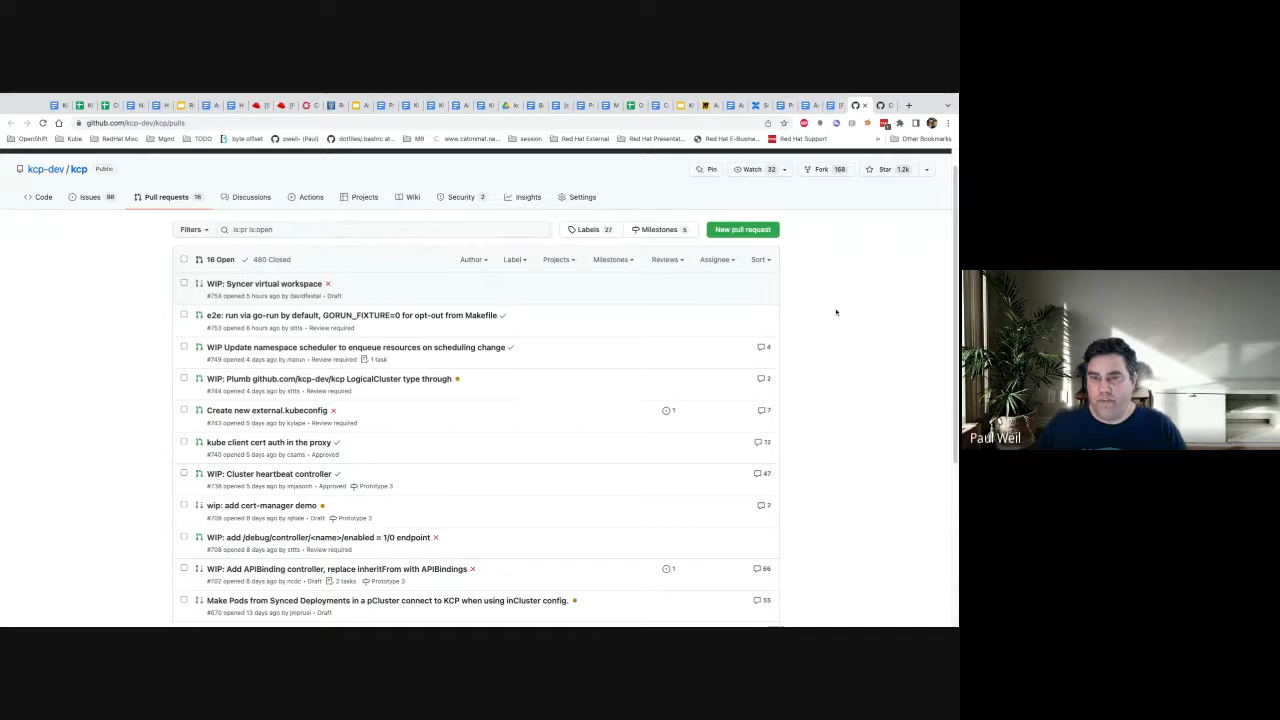 github.com/kcp-dev/kcp/pulls
OpenShift Kube RedHat Misc Mgmt TODO byte offset pweil- (Paul) dotfiles/.bashrc at... MB www.catonmat.net... session Red Hat External Red Hat Presentat... Red Hat E-Busine... Red Hat Support » Other Bookmarks
kcp-dev / kcp Public Pin Watch 32 Fork 168 Star 1.2k
Code Issues 98 Pull requests 16 Discussions Actions Projects Wiki Security 2 Insights Settings
Filters is:pr is:open Labels 27 Milestones 5 New pull request
16 Open 480 Closed Author Label Projects Milestones Reviews Assignee Sort
WIP: Syncer virtual workspace
#754 opened 5 hours ago by davidfestal • Draft
e2e: run via go-run by default, GORUN_FIXTURE=0 for opt-out from Makefile
#753 opened 6 hours ago by sttts • Review required
WIP Update namespace scheduler to enqueue resources on scheduling change 4
#749 opened 4 days ago by marun • Review required 1 task
WIP: Plumb github.com/kcp-dev/kcp LogicalCluster type through 2
#744 opened 4 days ago by sttts • Review required
Create new external.kubeconfig 1 7
#743 opened 4 days ago by kylape • Review required
kube client cert auth in the proxy 12
#740 opened 5 days ago by csams • Approved
WIP: Cluster heartbeat controller 47
#738 opened 5 days ago by imjasonh • Approved Prototype 3
wip: add cert-manager demo 2
#709 opened 8 days ago by njhale • Draft Prototype 3
WIP: add /debug/controller/<name>/enabled = 1/0 endpoint
#708 opened 8 days ago by sttts • Review required
WIP: Add APIBinding controller, replace inheritFrom with APIBindings 1 66
#702 opened 8 days ago by ncdc • Draft 2 tasks Prototype 3
Make Pods from Synced Deployments in a pCluster connect to KCP when using inCluster config. 55
#670 opened 13 days ago by jmprusi • Draft
Paul Weil